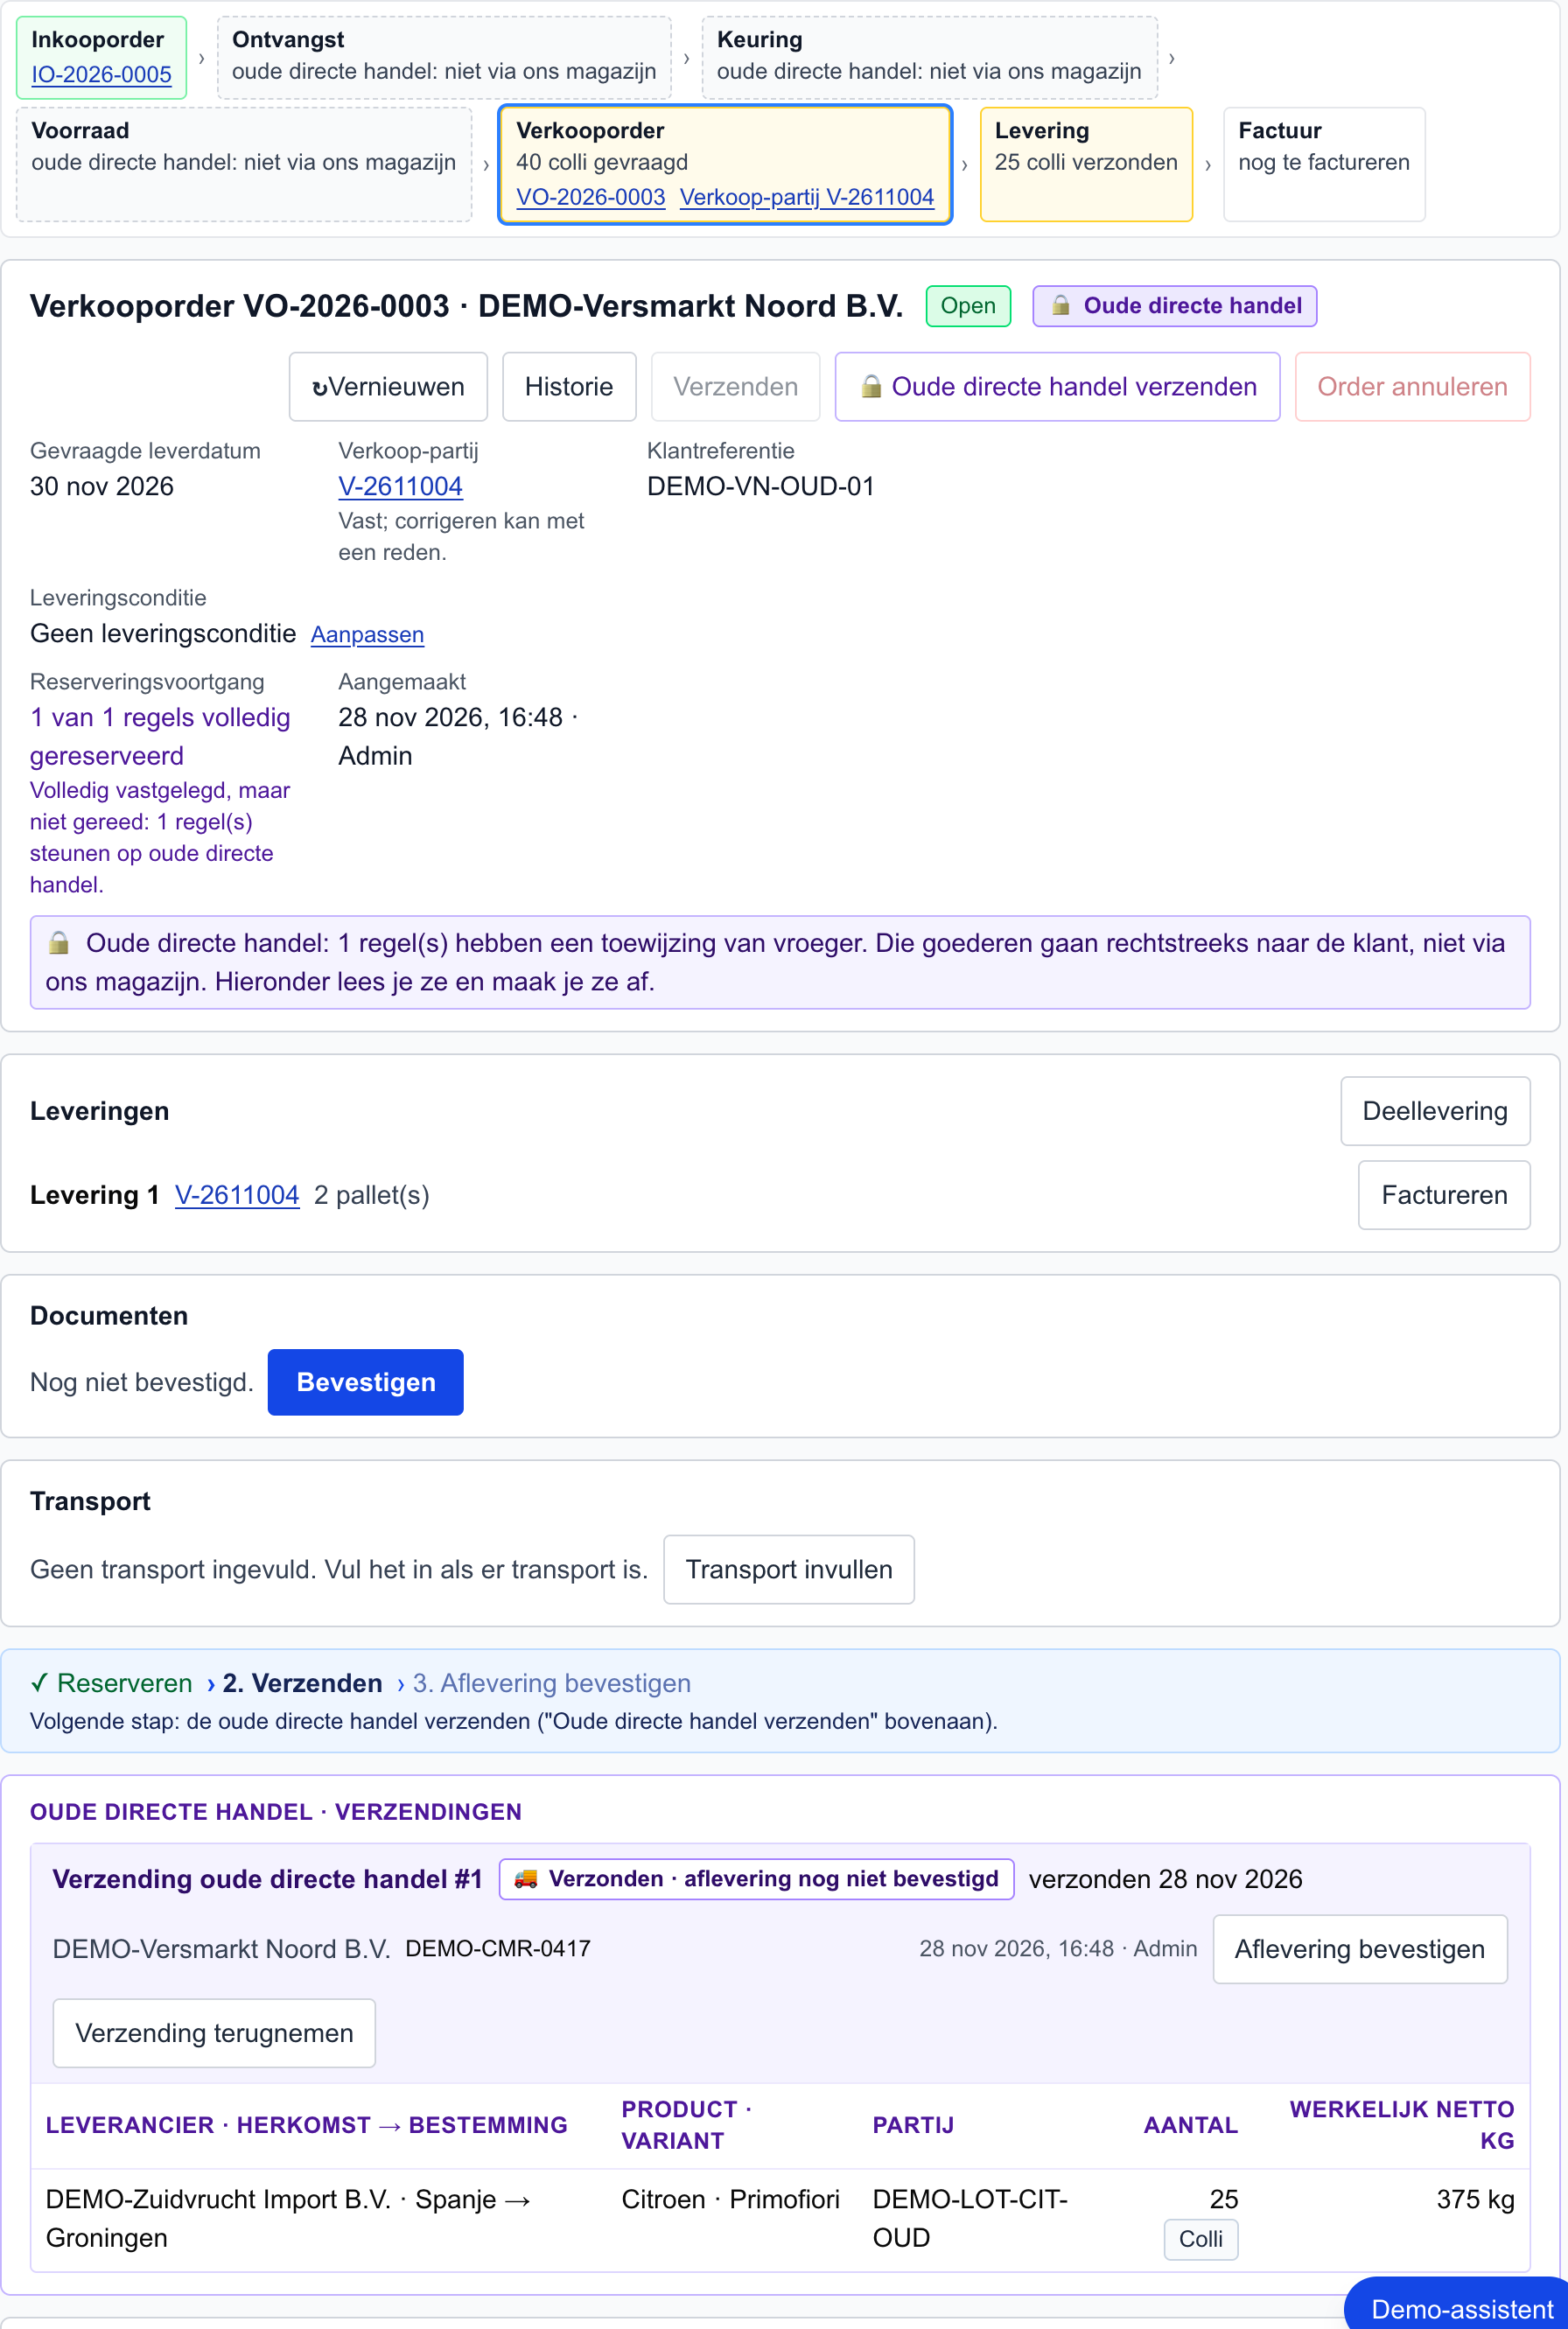 Inkooporder
IO-2026-0005
›
Ontvangst
oude directe handel: niet via ons magazijn
›
Keuring
oude directe handel: niet via ons magazijn
›
Voorraad
oude directe handel: niet via ons magazijn
›
Verkooporder
40 colli gevraagd
VO-2026-0003 Verkoop-partij V-2611004
›
Levering
25 colli verzonden
›
Factuur
nog te factureren
Verkooporder VO-2026-0003 · DEMO-Versmarkt Noord B.V. Open 🔒 Oude directe handel
↻Vernieuwen Historie Verzenden 🔒 Oude directe handel verzenden Order annuleren
Gevraagde leverdatum
30 nov 2026
Verkoop-partij
V-2611004
Vast; corrigeren kan met
een reden.
Klantreferentie
DEMO-VN-OUD-01
Leveringsconditie
Geen leveringsconditie Aanpassen
Reserveringsvoortgang
1 van 1 regels volledig
gereserveerd
Volledig vastgelegd, maar
niet gereed: 1 regel(s)
steunen op oude directe
handel.
Aangemaakt
28 nov 2026, 16:48 ·
Admin
🔒 Oude directe handel: 1 regel(s) hebben een toewijzing van vroeger. Die goederen gaan rechtstreeks naar de klant, niet via
ons magazijn. Hieronder lees je ze en maak je ze af.
Leveringen Deellevering
Levering 1 V-2611004 2 pallet(s) Factureren
Documenten
Nog niet bevestigd. Bevestigen
Transport
Geen transport ingevuld. Vul het in als er transport is. Transport invullen
✓ Reserveren › 2. Verzenden › 3. Aflevering bevestigen
Volgende stap: de oude directe handel verzenden ("Oude directe handel verzenden" bovenaan).
OUDE DIRECTE HANDEL · VERZENDINGEN
Verzending oude directe handel #1 🚚 Verzonden · aflevering nog niet bevestigd verzonden 28 nov 2026
DEMO-Versmarkt Noord B.V. DEMO-CMR-0417 28 nov 2026, 16:48 · Admin Aflevering bevestigen
Verzending terugnemen
LEVERANCIER · HERKOMST → BESTEMMING
PRODUCT ·
VARIANT
PARTIJ
AANTAL
WERKELIJK NETTO
KG
DEMO-Zuidvrucht Import B.V. · Spanje →
Groningen
Citroen · Primofiori
DEMO-LOT-CIT-
OUD
25
Colli
375 kg
Demo-assistent